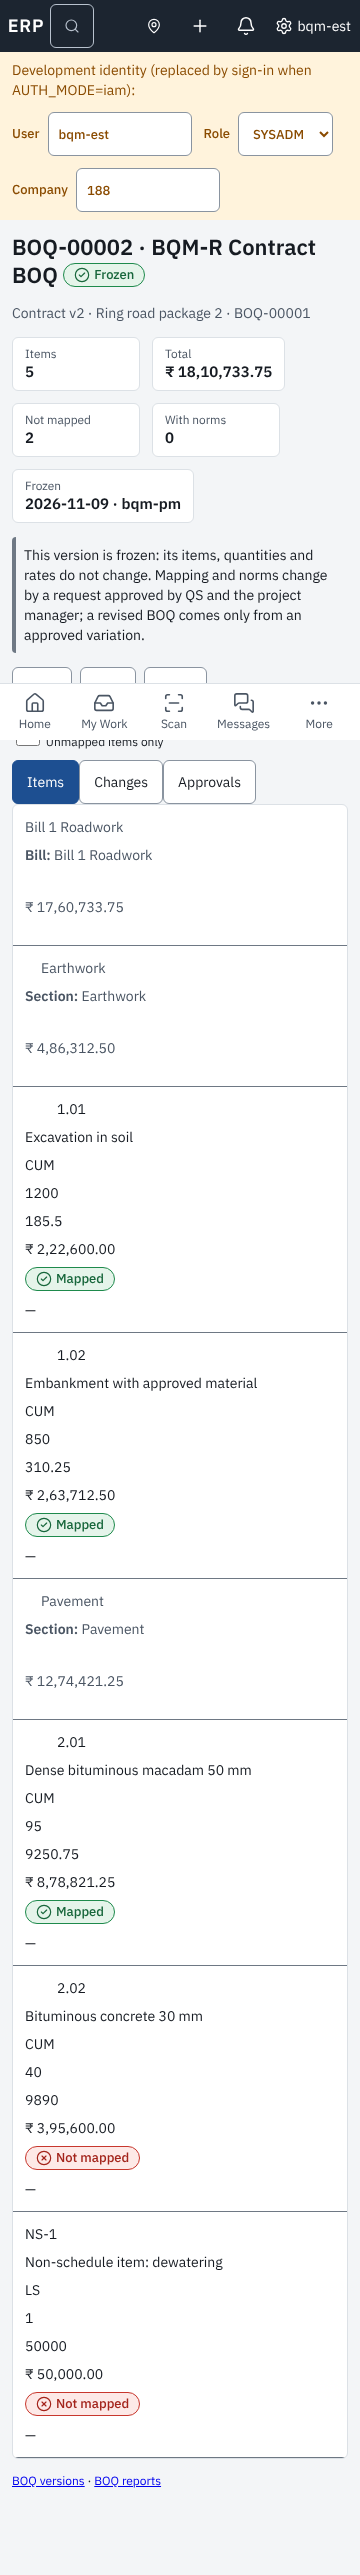 ERP
bqm-est
Development identity (replaced by sign-in when
AUTH_MODE=iam):
User bqm-est Role SYSADM
Company 188
BOQ-00002 · BQM-R Contract
BOQ Frozen
Contract v2 · Ring road package 2 · BOQ-00001
Items
5
Total
₹ 18,10,733.75
Not mapped
2
With norms
0
Frozen
2026-11-09 · bqm-pm
This version is frozen: its items, quantities and
rates do not change. Mapping and norms change
by a request approved by QS and the project
manager; a revised BOQ comes only from an
approved variation.
Home My Work Scan Messages More
Unmapped items only
Items Changes Approvals
Bill 1 Roadwork
Bill: Bill 1 Roadwork
₹ 17,60,733.75
Earthwork
Section: Earthwork
₹ 4,86,312.50
1.01
Excavation in soil
CUM
1200
185.5
₹ 2,22,600.00
Mapped
—
1.02
Embankment with approved material
CUM
850
310.25
₹ 2,63,712.50
Mapped
—
Pavement
Section: Pavement
₹ 12,74,421.25
2.01
Dense bituminous macadam 50 mm
CUM
95
9250.75
₹ 8,78,821.25
Mapped
—
2.02
Bituminous concrete 30 mm
CUM
40
9890
₹ 3,95,600.00
Not mapped
—
NS-1
Non-schedule item: dewatering
LS
1
50000
₹ 50,000.00
Not mapped
—
BOQ versions · BOQ reports